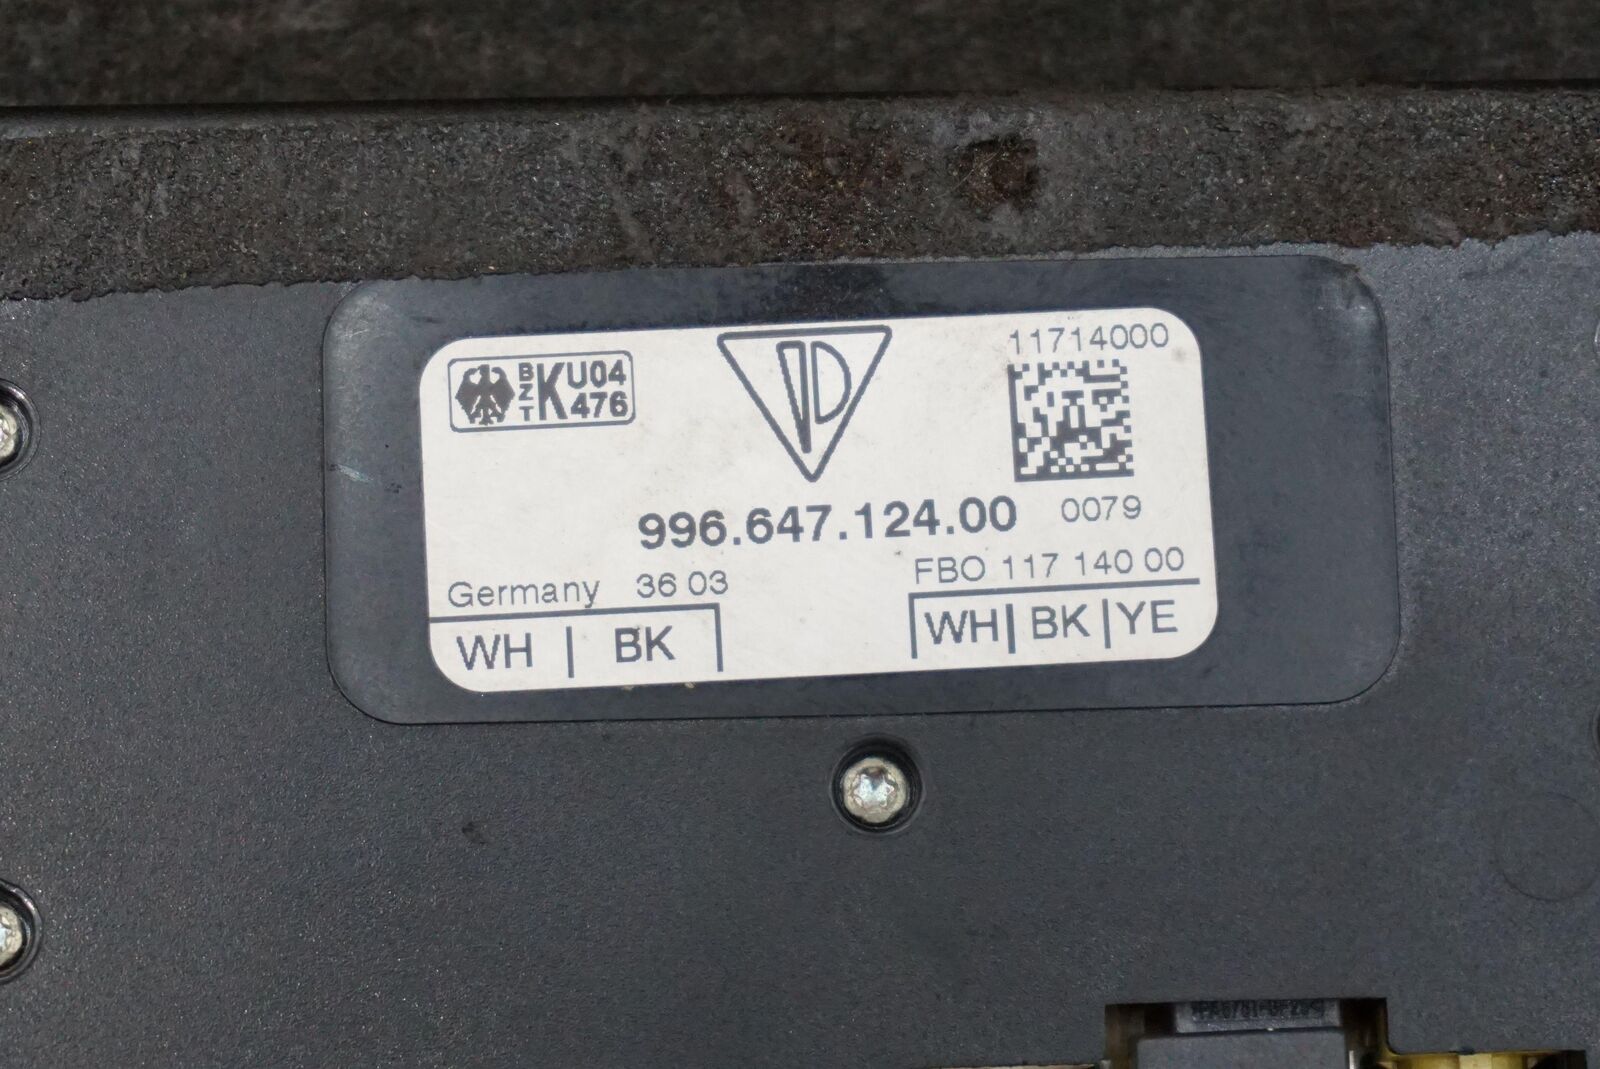 BZT K U04 476
11714000
996.647.124.00 0079
Germany 36 03 FBO 117 140 00
WH BK WH BK YE